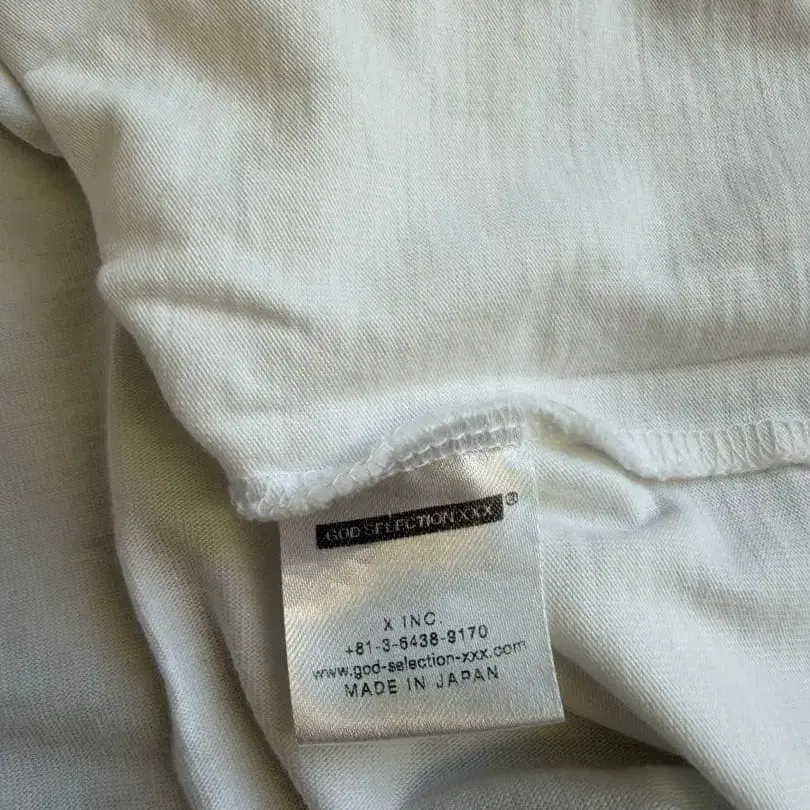 GOD SELECTION XXX®
X INC.
+81-3-6438-9170
www.god-selection-xxx.com
MADE IN JAPAN